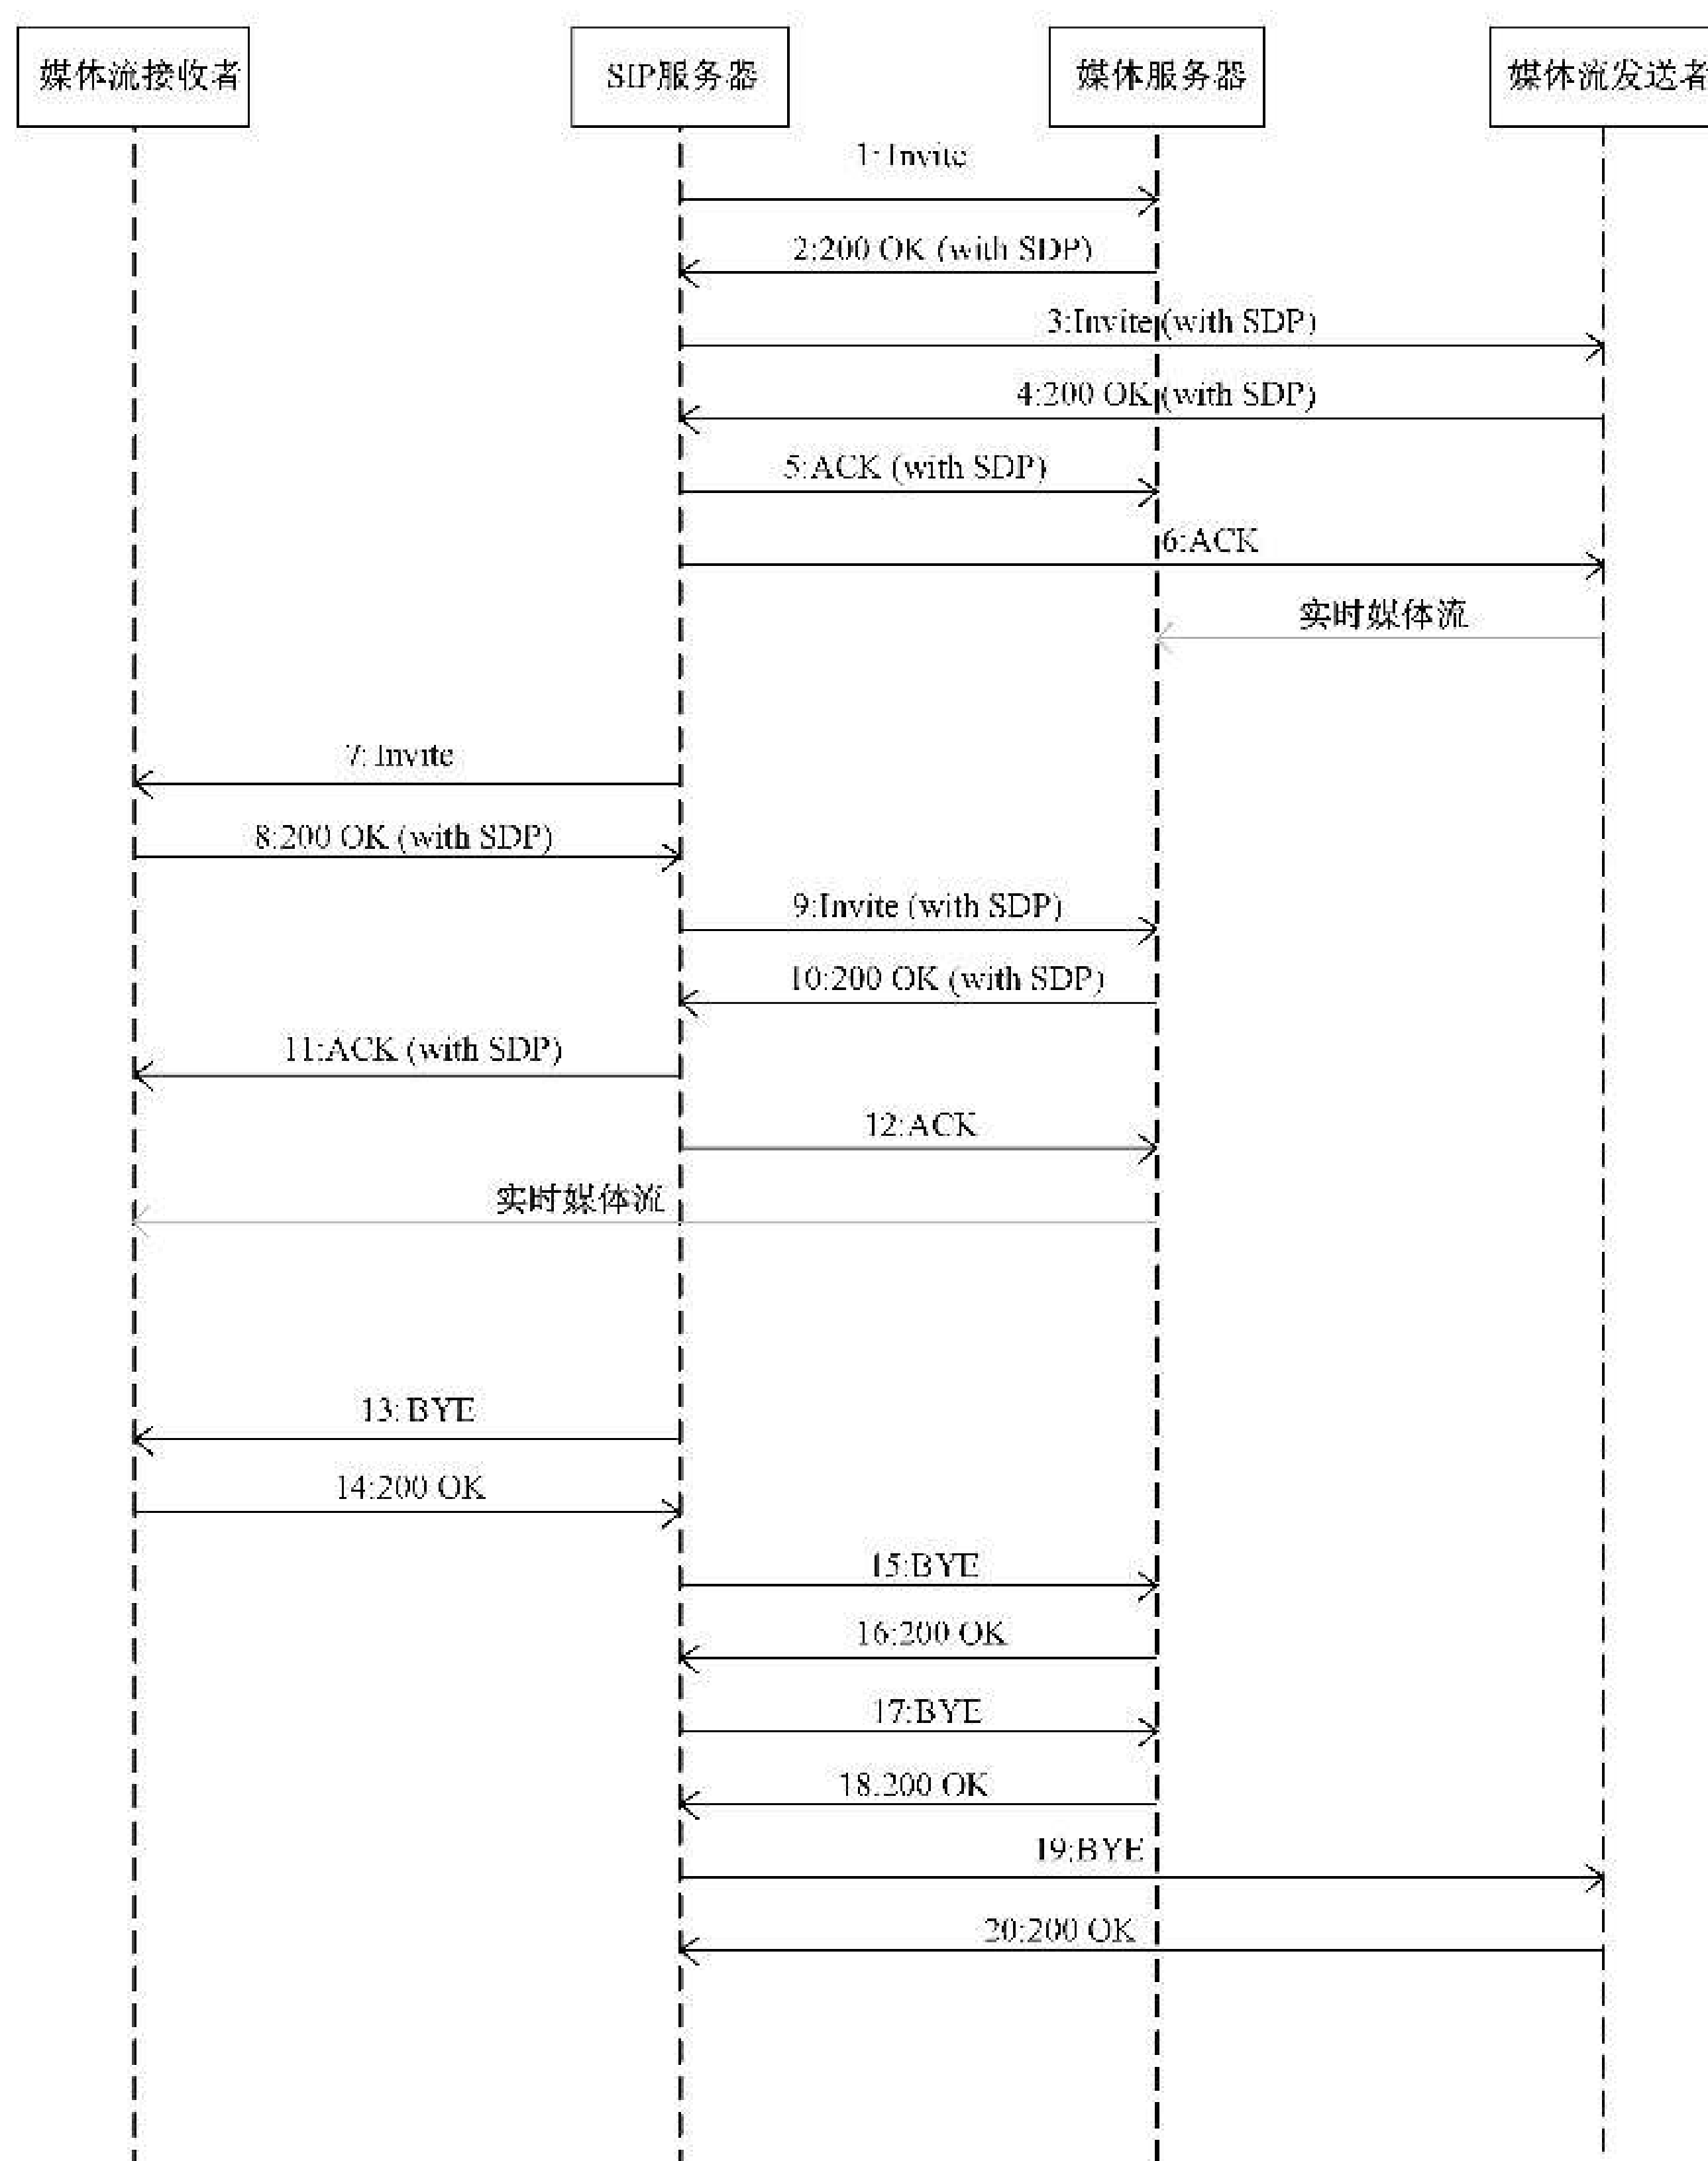 媒体流接收者
SIP服务器
媒体服务器
媒体流发送者
1: Invite
2:200 OK (with SDP)
3:Invite (with SDP)
4:200 OK (with SDP)
5:ACK (with SDP)
6:ACK
实时媒体流
7: Invite
8:200 OK (with SDP)
9:Invite (with SDP)
10:200 OK (with SDP)
11:ACK (with SDP)
12:ACK
实时媒体流
13: BYE
14:200 OK
15:BYE
16:200 OK
17:BYE
18:200 OK
19:BYE
20:200 OK